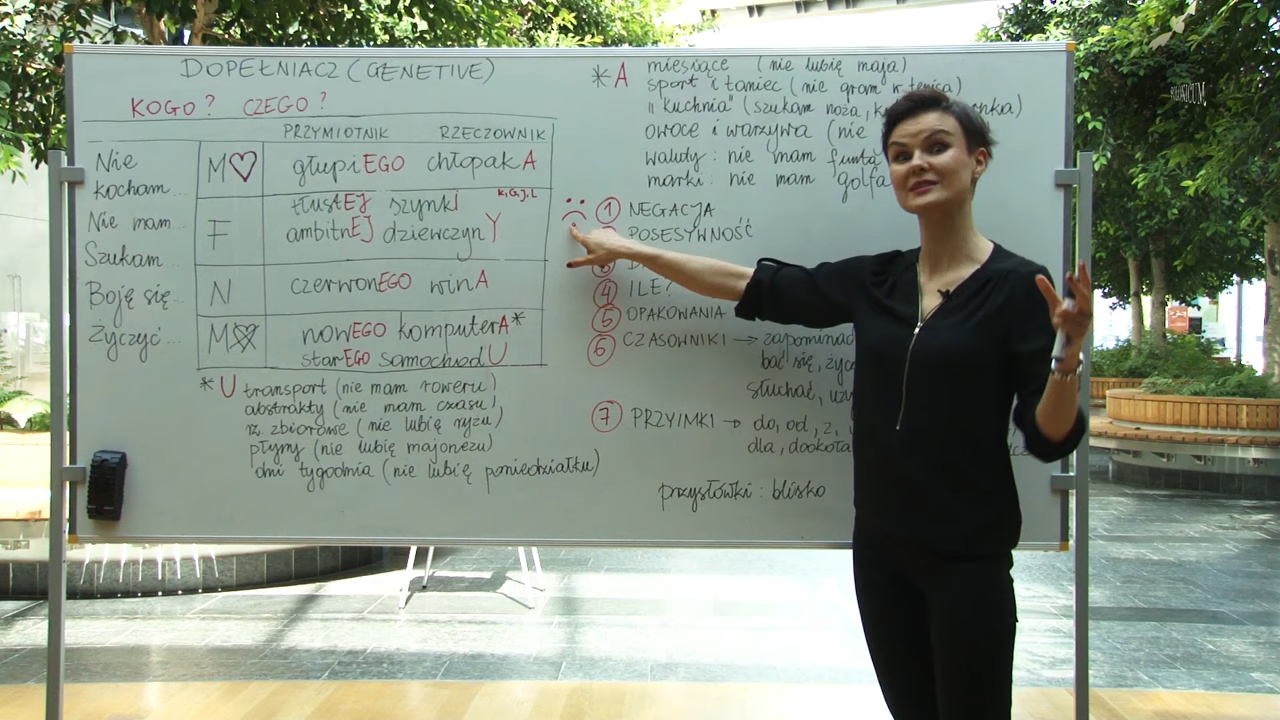 DOPEŁNIACZ (GENETIVE)
KOGO? CZEGO?
PRZYMIOTNIK RZECZOWNIK
Nie kocham...
Nie mam...
Szukam...
Boję się...
Życzyć...
M♡ głupiEGO chłopakA
F tłustEJ szynkI K,G,J,L
ambitnEJ dziewczynY
N czerwonEGO winA
M nowEGO komputerA*
starEGO samochodU
* U transport (nie mam roweru)
abstrakty (nie mam czasu)
rz. zbiorowe (nie lubię ryżu)
płyny (nie lubię majonezu)
dni tygodnia (nie lubię poniedziałku)
* A miesiące (nie lubię maja)
sport i taniec (nie gram w tenisa)
"kuchnia" (szukam noża,
owoce i warzywa (nie
waluty: nie mam funta
marki: nie mam golfa
1 NEGACJA
POSESYWNOŚĆ
4 ILE?
5 OPAKOWANIA
6 CZASOWNIKI → zapominać
bać się, życ
słuchać,
7 PRZYIMKI → do, od, z,
dla, dookoła
przysłówki: blisko